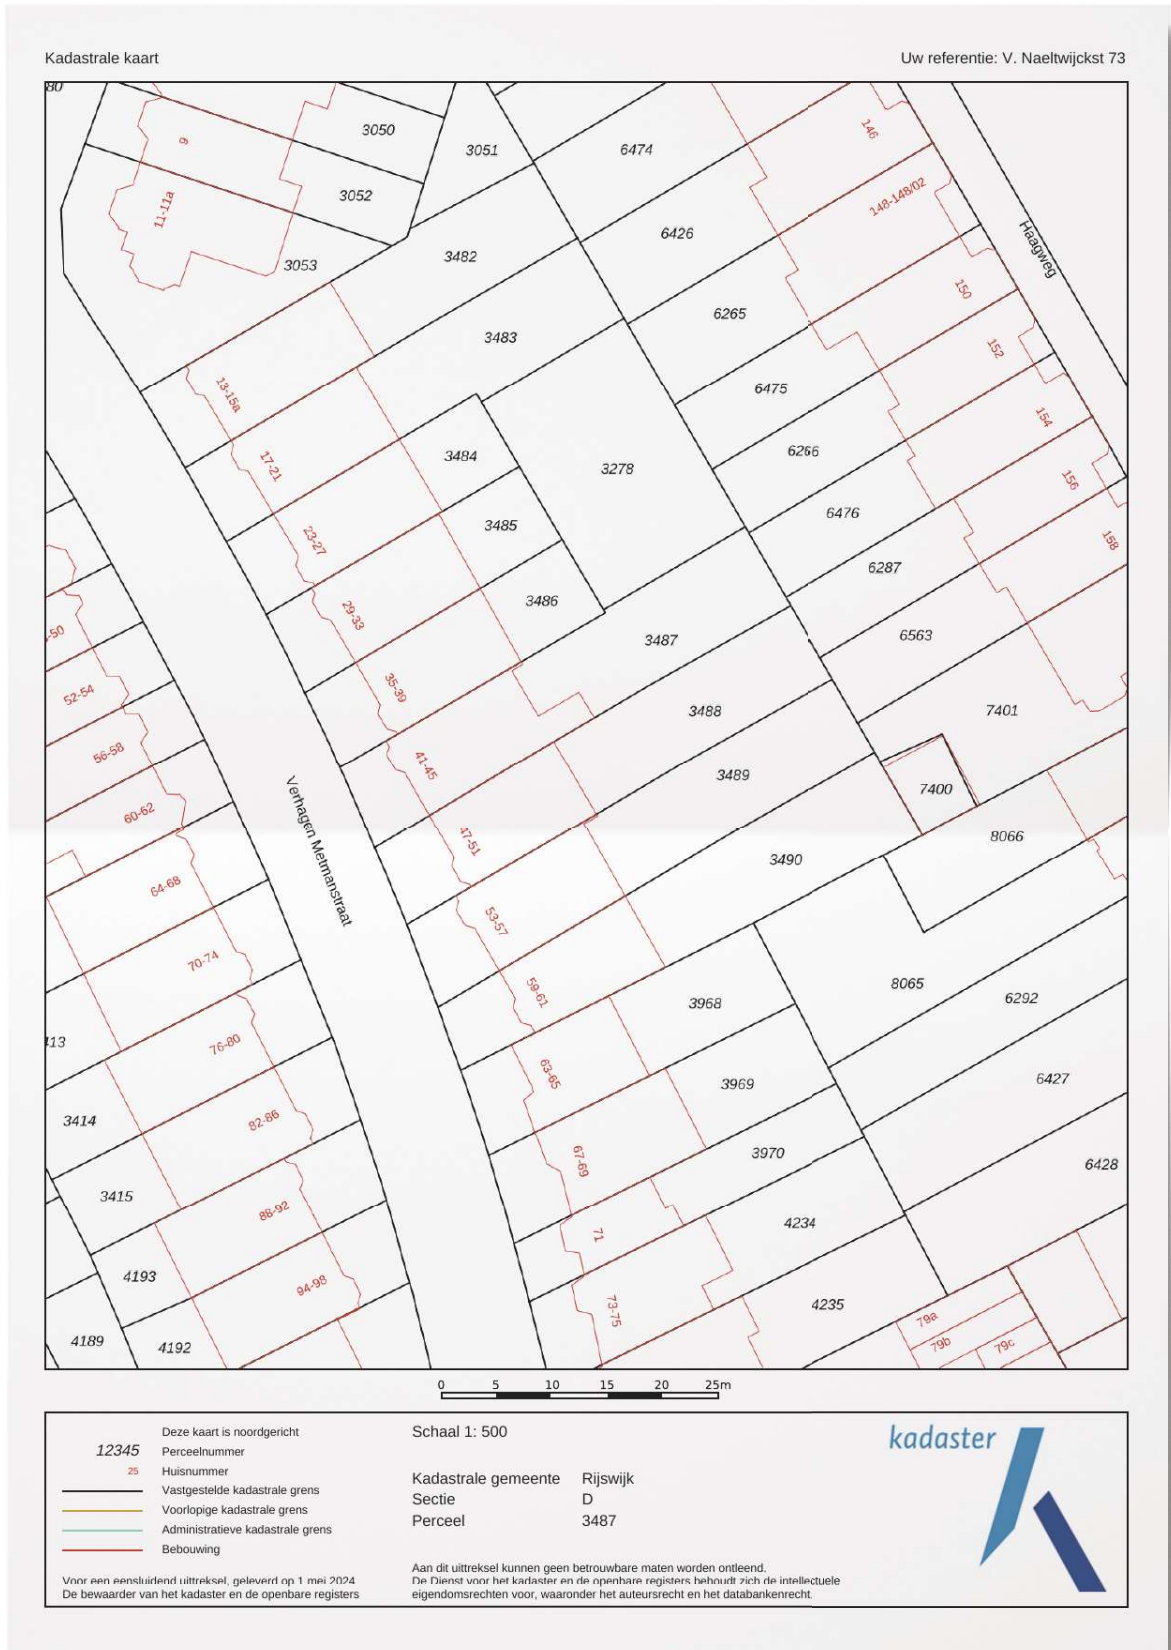 Kadastrale kaart
Uw referentie: V. Naeltwijckst 73
80
3050
3051
6474
146
9
3052
148-148/02
11-11a
6426
3053
3482
Haagweg
150
6265
3483
152
13-15a
6475
154
3484
3278
6266
17-21
156
6476
3485
23-27
158
6287
3486
29-33
-50
3487
6563
35-39
52-54
3488
7401
56-58
41-45
3489
7400
60-62
Verhagen Metmanstraat
47-51
8066
3490
64-68
53-57
70-74
59-61
3968
8065
6292
413
76-80
63-65
3969
6427
3414
82-86
3970
67-69
6428
3415
88-92
71
4234
4193
94-98
73-75
4235
79a
4189
4192
79b
79c
0 5 10 15 20 25m
Deze kaart is noordgericht
12345 Perceelnummer
25 Huisnummer
Vastgestelde kadastrale grens
Voorlopige kadastrale grens
Administratieve kadastrale grens
Bebouwing
Voor een eensluidend uittreksel, geleverd op 1 mei 2024
De bewaarder van het kadaster en de openbare registers
Schaal 1: 500
Kadastrale gemeente Rijswijk
Sectie D
Perceel 3487
Aan dit uittreksel kunnen geen betrouwbare maten worden ontleend.
De Dienst voor het kadaster en de openbare registers behoudt zich de intellectuele
eigendomsrechten voor, waaronder het auteursrecht en het databankenrecht.
kadaster